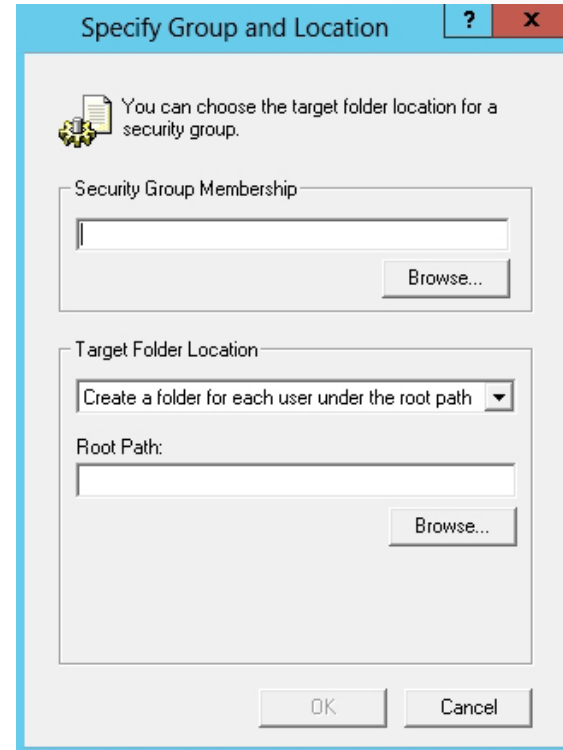 Specify Group and Location
?
x
You can choose the target folder location for a
security group.
Security Group Membership
Browse...
Target Folder Location
Create a folder for each user under the root path
Root Path:
Browse...
OK
Cancel